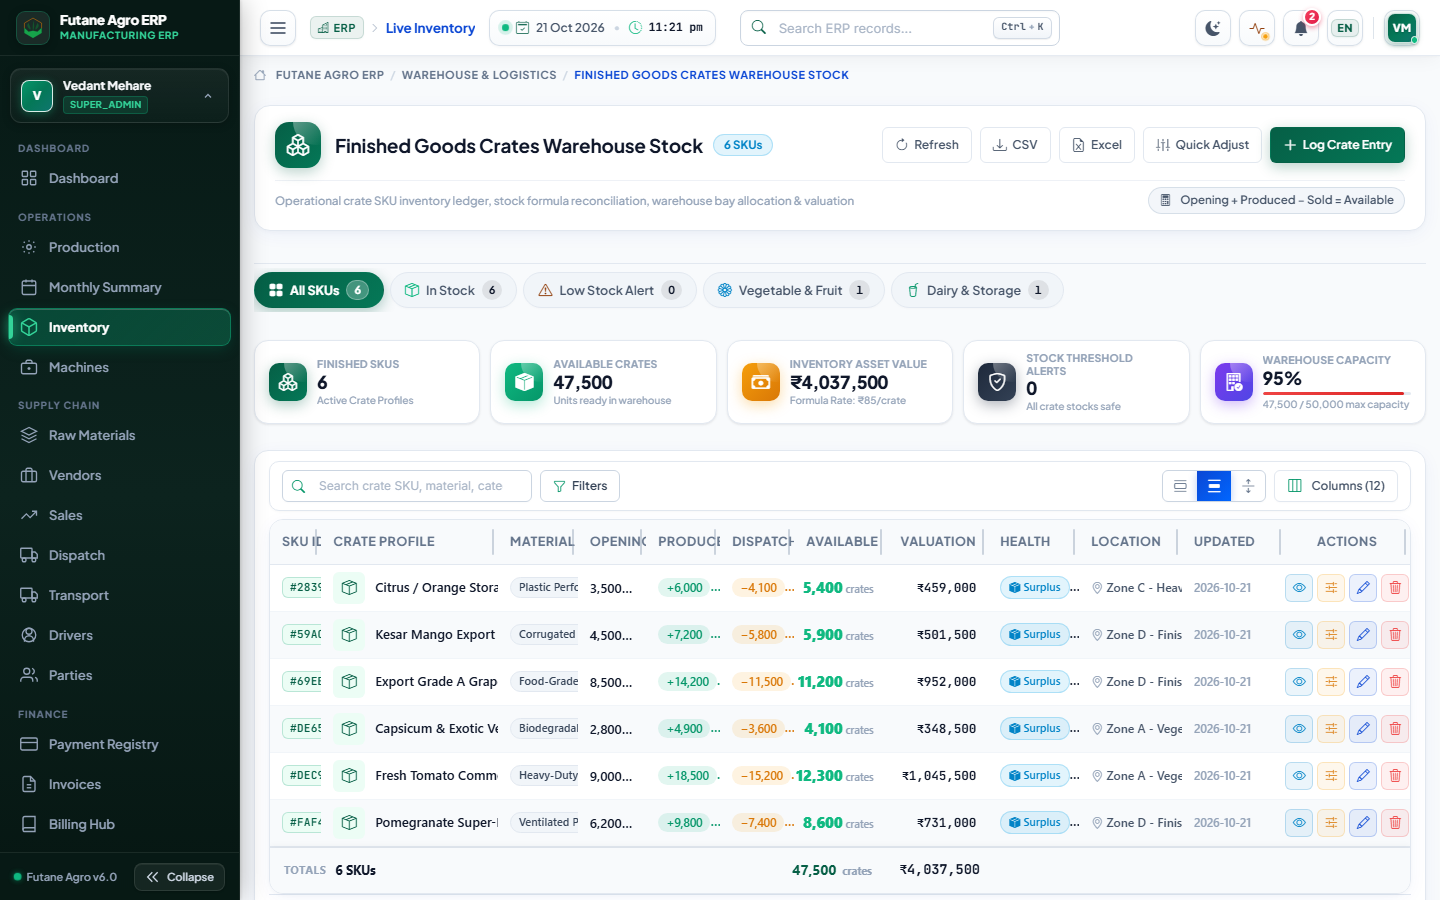 Futane Agro ERP
MANUFACTURING ERP
V
Vedant Mehare
SUPER_ADMIN
DASHBOARD
Dashboard
OPERATIONS
Production
Monthly Summary
Inventory
Machines
SUPPLY CHAIN
Raw Materials
Vendors
Sales
Dispatch
Transport
Drivers
Parties
FINANCE
Payment Registry
Invoices
Billing Hub
Futane Agro v6.0
Collapse
ERP
Live Inventory
21 Oct 2026
11:21 pm
Search ERP records...
Ctrl + K
2
EN
VM
FUTANE AGRO ERP / WAREHOUSE & LOGISTICS / FINISHED GOODS CRATES WAREHOUSE STOCK
Finished Goods Crates Warehouse Stock
6 SKUs
Refresh
CSV
Excel
Quick Adjust
Log Crate Entry
Operational crate SKU inventory ledger, stock formula reconciliation, warehouse bay allocation & valuation
Opening + Produced − Sold = Available
All SKUs 6
In Stock 6
Low Stock Alert 0
Vegetable & Fruit 1
Dairy & Storage 1
FINISHED SKUS
6
Active Crate Profiles
AVAILABLE CRATES
47,500
Units ready in warehouse
INVENTORY ASSET VALUE
₹4,037,500
Formula Rate: ₹85/crate
STOCK THRESHOLD ALERTS
0
All crate stocks safe
WAREHOUSE CAPACITY
95%
47,500 / 50,000 max capacity
Search crate SKU, material, cate
Filters
Columns (12)
SKU ID CRATE PROFILE MATERIAL OPENING PRODUCE DISPATCH AVAILABLE VALUATION HEALTH LOCATION UPDATED ACTIONS
#2839 Citrus / Orange Stora Plastic Perfo 3,500... +6,000 ... −4,100 ... 5,400 crates ₹459,000 Surplus ... Zone C - Heav 2026-10-21
#59AD Kesar Mango Export Corrugated 4,500... +7,200 ... −5,800 ... 5,900 crates ₹501,500 Surplus ... Zone D - Finis 2026-10-21
#69EE Export Grade A Grap Food-Grade 8,500... +14,200 . −11,500 . 11,200 crates ₹952,000 Surplus ... Zone D - Finis 2026-10-21
#DE65 Capsicum & Exotic Ve Biodegradal 2,800... +4,900 ... −3,600 ... 4,100 crates ₹348,500 Surplus ... Zone A - Vege 2026-10-21
#DEC9 Fresh Tomato Comm Heavy-Duty 9,000... +18,500 . −15,200 . 12,300 crates ₹1,045,500 Surplus ... Zone A - Vege 2026-10-21
#FAF4 Pomegranate Super-l Ventilated P 6,200... +9,800 ... −7,400 ... 8,600 crates ₹731,000 Surplus ... Zone D - Finis 2026-10-21
TOTALS 6 SKUs 47,500 crates ₹4,037,500